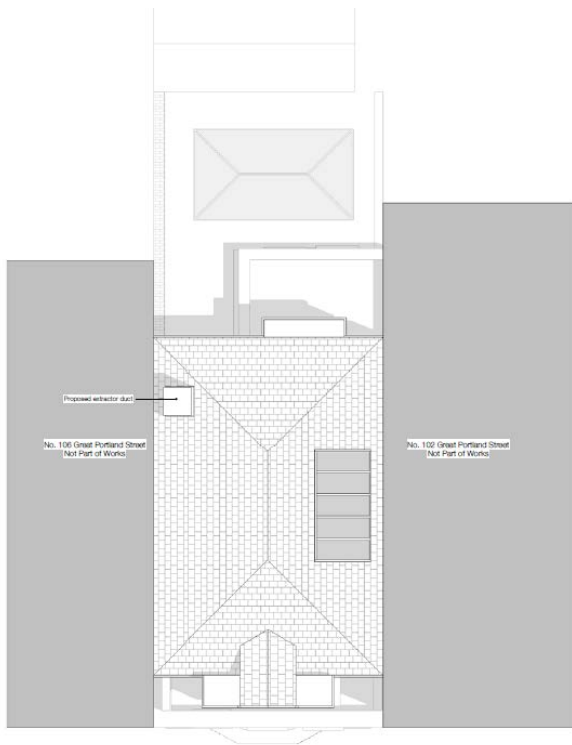 Proposed extractor duct
No. 106 Great Portland Street
Not Part of Works
No. 102 Great Portland Street
Not Part of Works